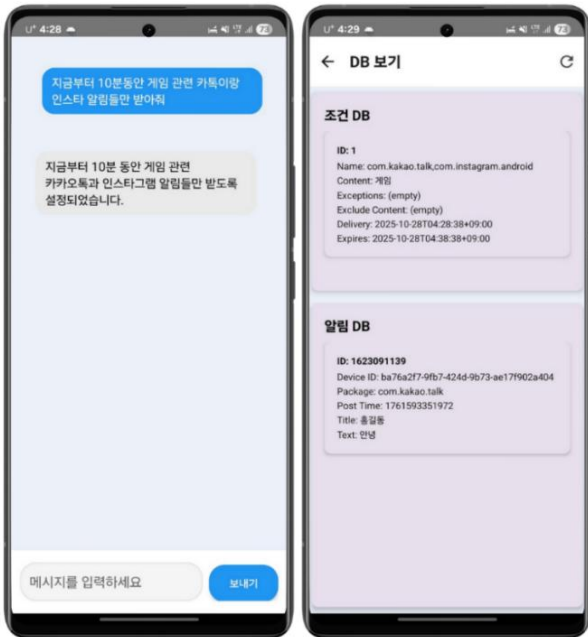 U⁺ 4:28
73
지금부터 10분동안 게임 관련 카톡이랑
인스타 알림들만 받아줘
지금부터 10분 동안 게임 관련
카카오톡과 인스타그램 알림들만 받도록
설정되었습니다.
메시지를 입력하세요
보내기
U⁺ 4:29
73
DB 보기
조건 DB
ID: 1
Name: com.kakao.talk,com.instagram.android
Content: 게임
Exceptions: (empty)
Exclude Content: (empty)
Delivery: 2025-10-28T04:28:38+09:00
Expires: 2025-10-28T04:38:38+09:00
알림 DB
ID: 1623091139
Device ID: ba76a2f7-9fb7-424d-9b73-ae17f902a404
Package: com.kakao.talk
Post Time: 1761593351972
Title: 홍길동
Text: 안녕